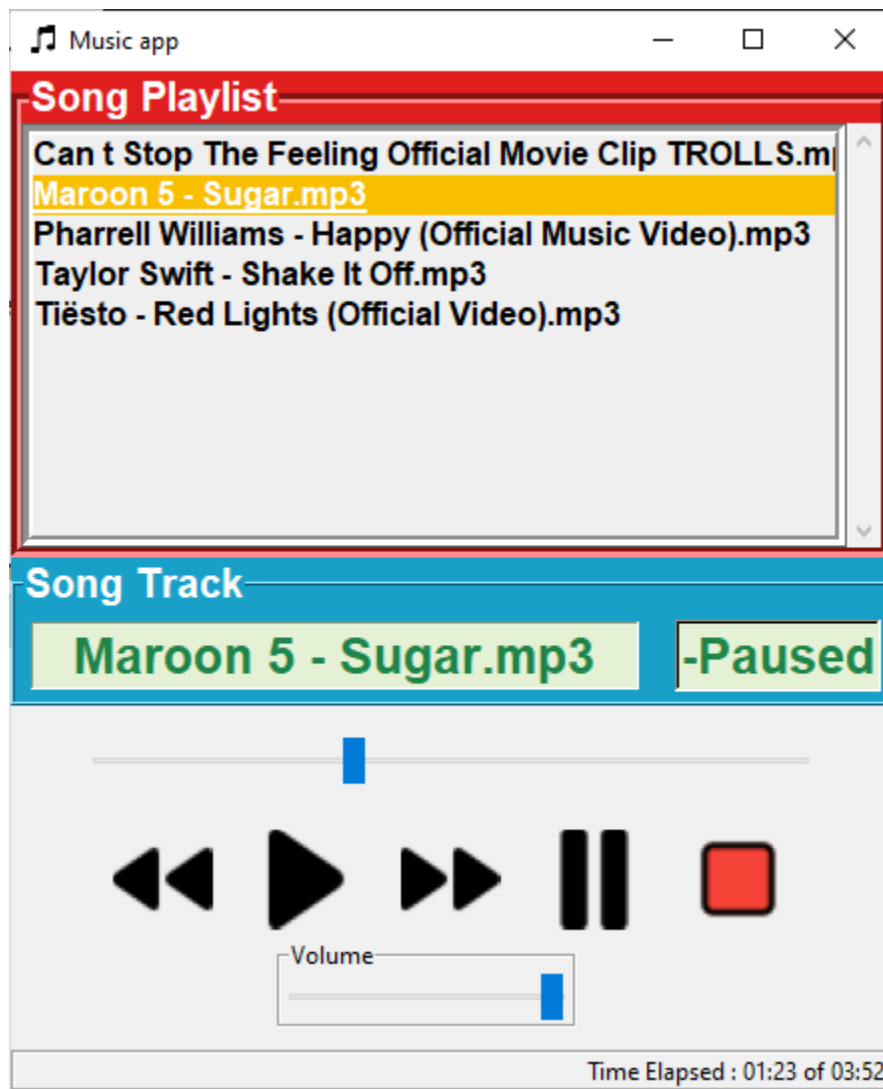 Music app
Song Playlist
Can t Stop The Feeling Official Movie Clip TROLLS.mp
Maroon 5 - Sugar.mp3
Pharrell Williams - Happy (Official Music Video).mp3
Taylor Swift - Shake It Off.mp3
Tiësto - Red Lights (Official Video).mp3
Song Track
Maroon 5 - Sugar.mp3 -Paused
Volume
Time Elapsed : 01:23 of 03:52